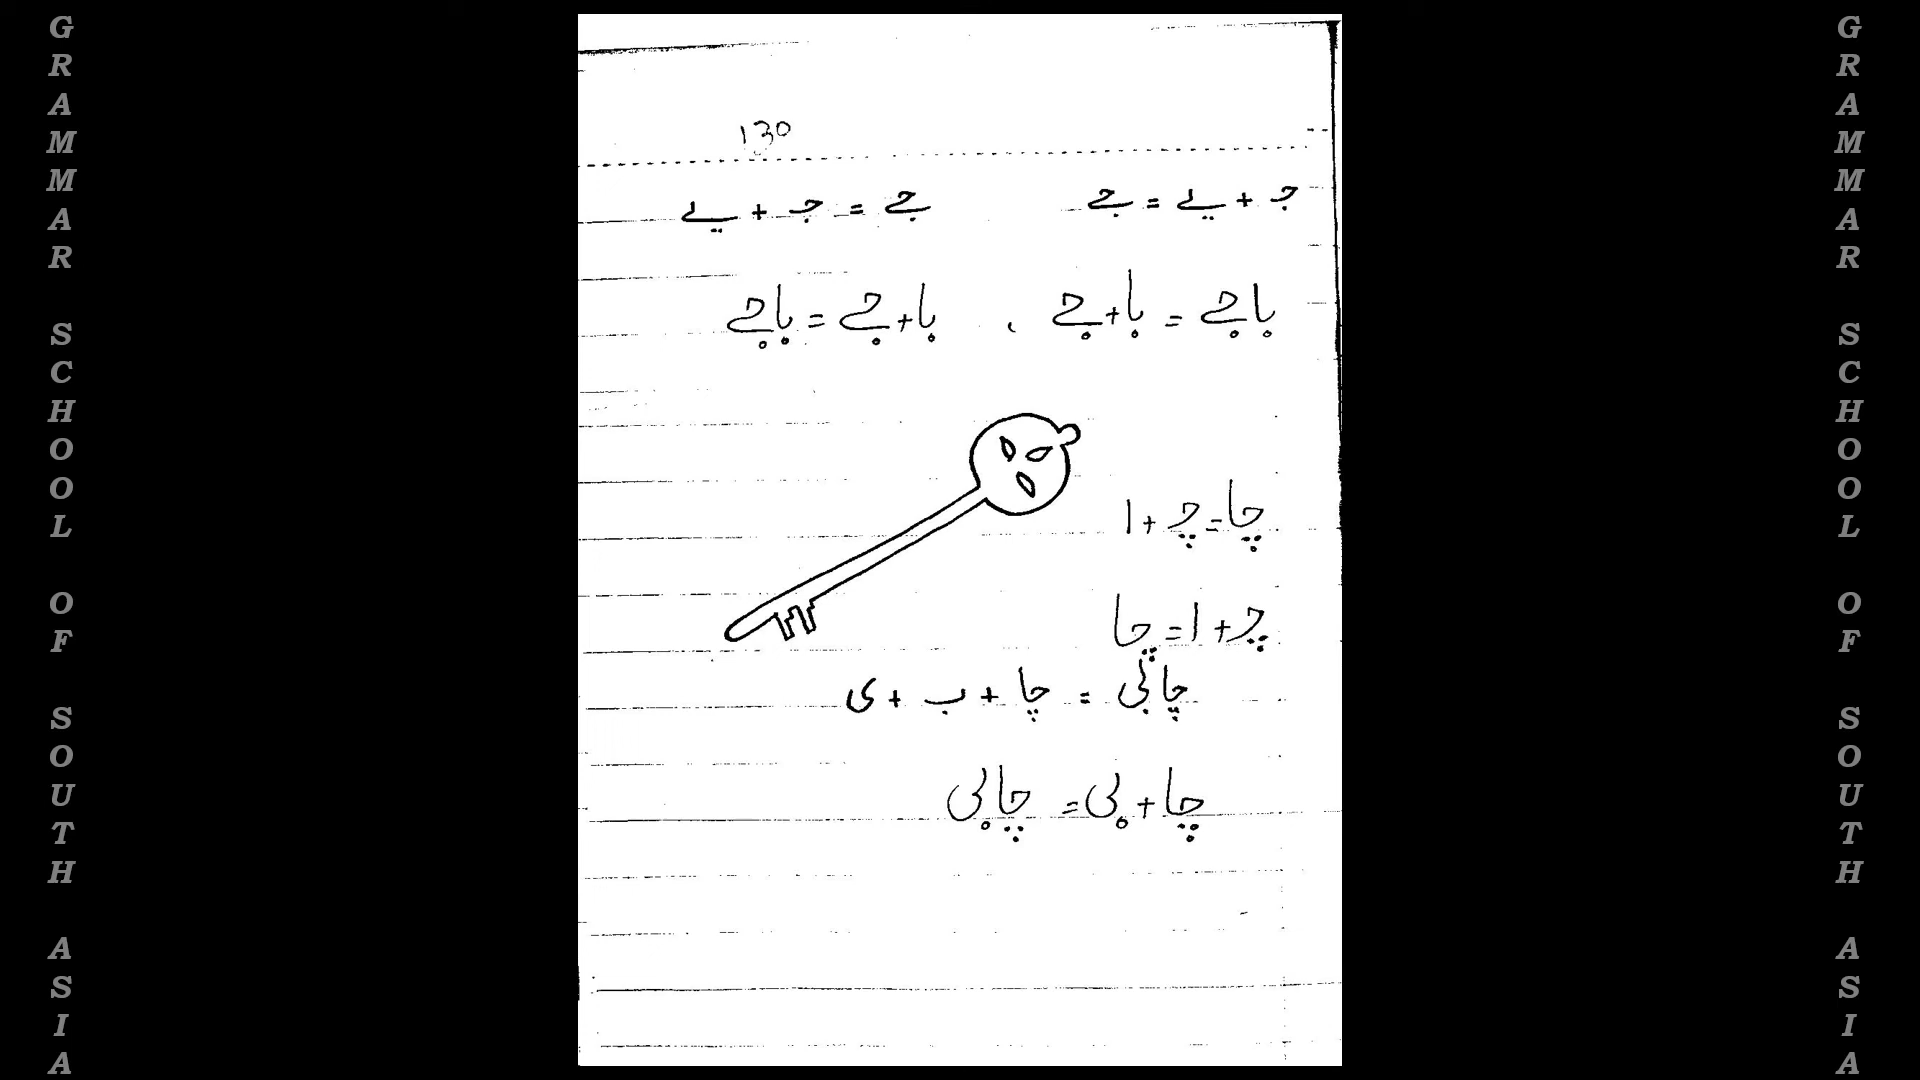 GRAMMAR SCHOOL OF SOUTH ASIA
130
جـ + یے = جے   جے = جـ + یے
باجے = با + جے ، با + جے = باجے
چا = چـ + ا
چـ + ا = چا
چابی = چا + ب + ی
چا + بی = چابی
GRAMMAR SCHOOL OF SOUTH ASIA